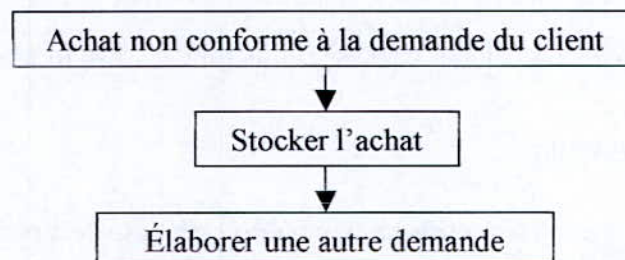 Achat non conforme à la demande du client
Stocker l'achat
Élaborer une autre demande